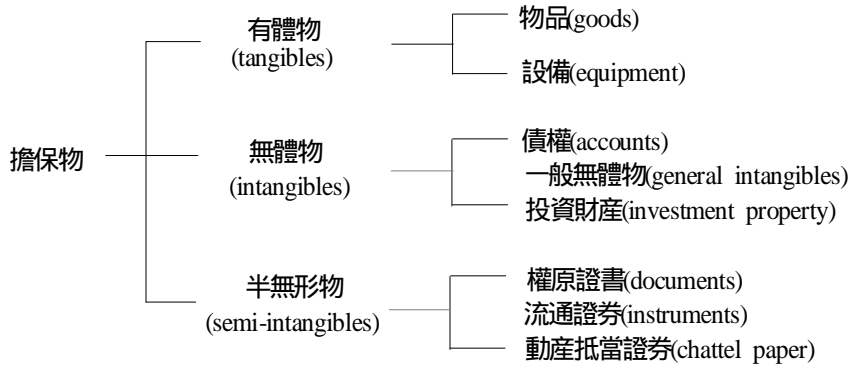 擔保物
有體物
(tangibles)
物品(goods)
設備(equipment)
無體物
(intangibles)
債權(accounts)
一般無體物(general intangibles)
投資財産(investment property)
半無形物
(semi-intangibles)
權原證書(documents)
流通證券(instruments)
動産抵當證券(chattel paper)